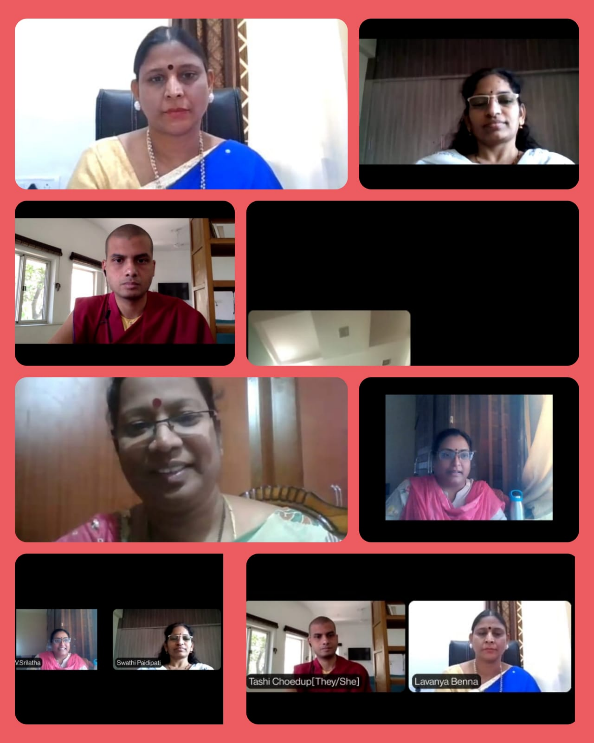 V.Srilatha
Swathi Paidipati
Tashi Choedup[They/She]
Lavanya Benna